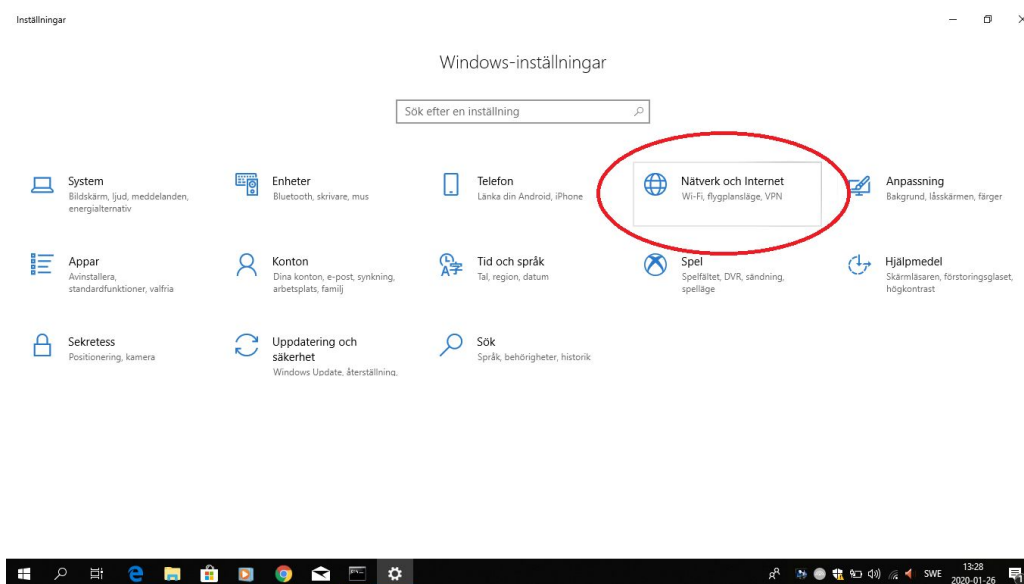 Inställningar
Windows-inställningar
Sök efter en inställning
System
Bildskärm, ljud, meddelanden,
energialternativ
Enheter
Bluetooth, skrivare, mus
Telefon
Länka din Android, iPhone
Nätverk och Internet
Wi-Fi, flygplansläge, VPN
Anpassning
Bakgrund, låsskärmen, färger
Appar
Avinstallera,
standardfunktioner, valfria
Konton
Dina konton, e-post, synkning,
arbetsplats, familj
Tid och språk
Tal, region, datum
Spel
Spelfältet, DVR, sändning,
spelläge
Hjälpmedel
Skärmläsaren, förstoringsglaset,
högkontrast
Sekretess
Positionering, kamera
Uppdatering och
säkerhet
Windows Update, återställning,
Sök
Språk, behörigheter, historik
SWE
13:28
2020-01-26